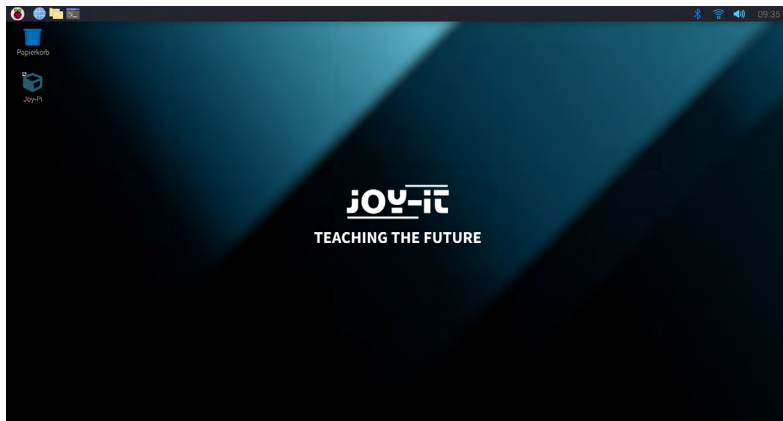 09:35
Papierkorb
Joy-Pi
JOY-iT
TEACHING THE FUTURE